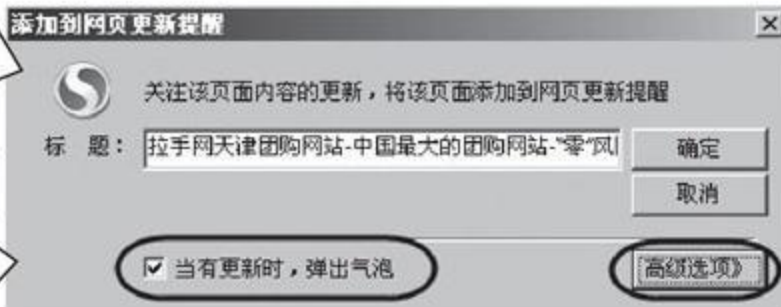 添加到网页更新提醒
关注该页面内容的更新，将该页面添加到网页更新提醒
标 题：
拉手网天津团购网站-中国最大的团购网站-"零"风
确定
取消
当有更新时，弹出气泡
高级选项》